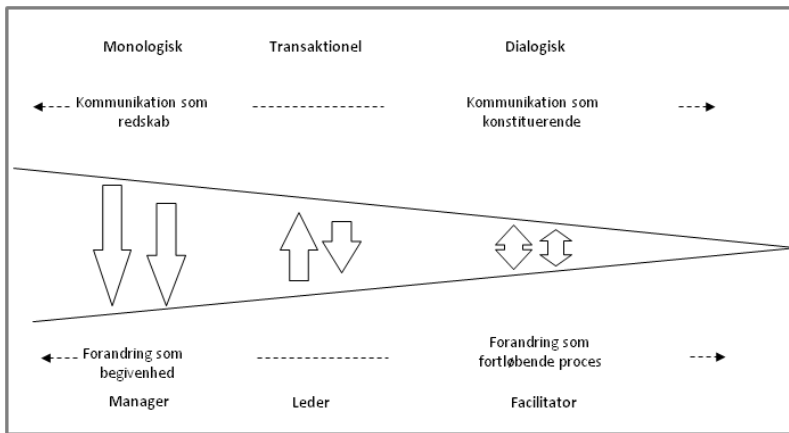 Monologisk
Transaktionel
Dialogisk
Kommunikation som
redskab
Kommunikation som
konstituerende
Forandring som
begivenhed
Forandring som
fortløbende proces
Manager
Leder
Facilitator